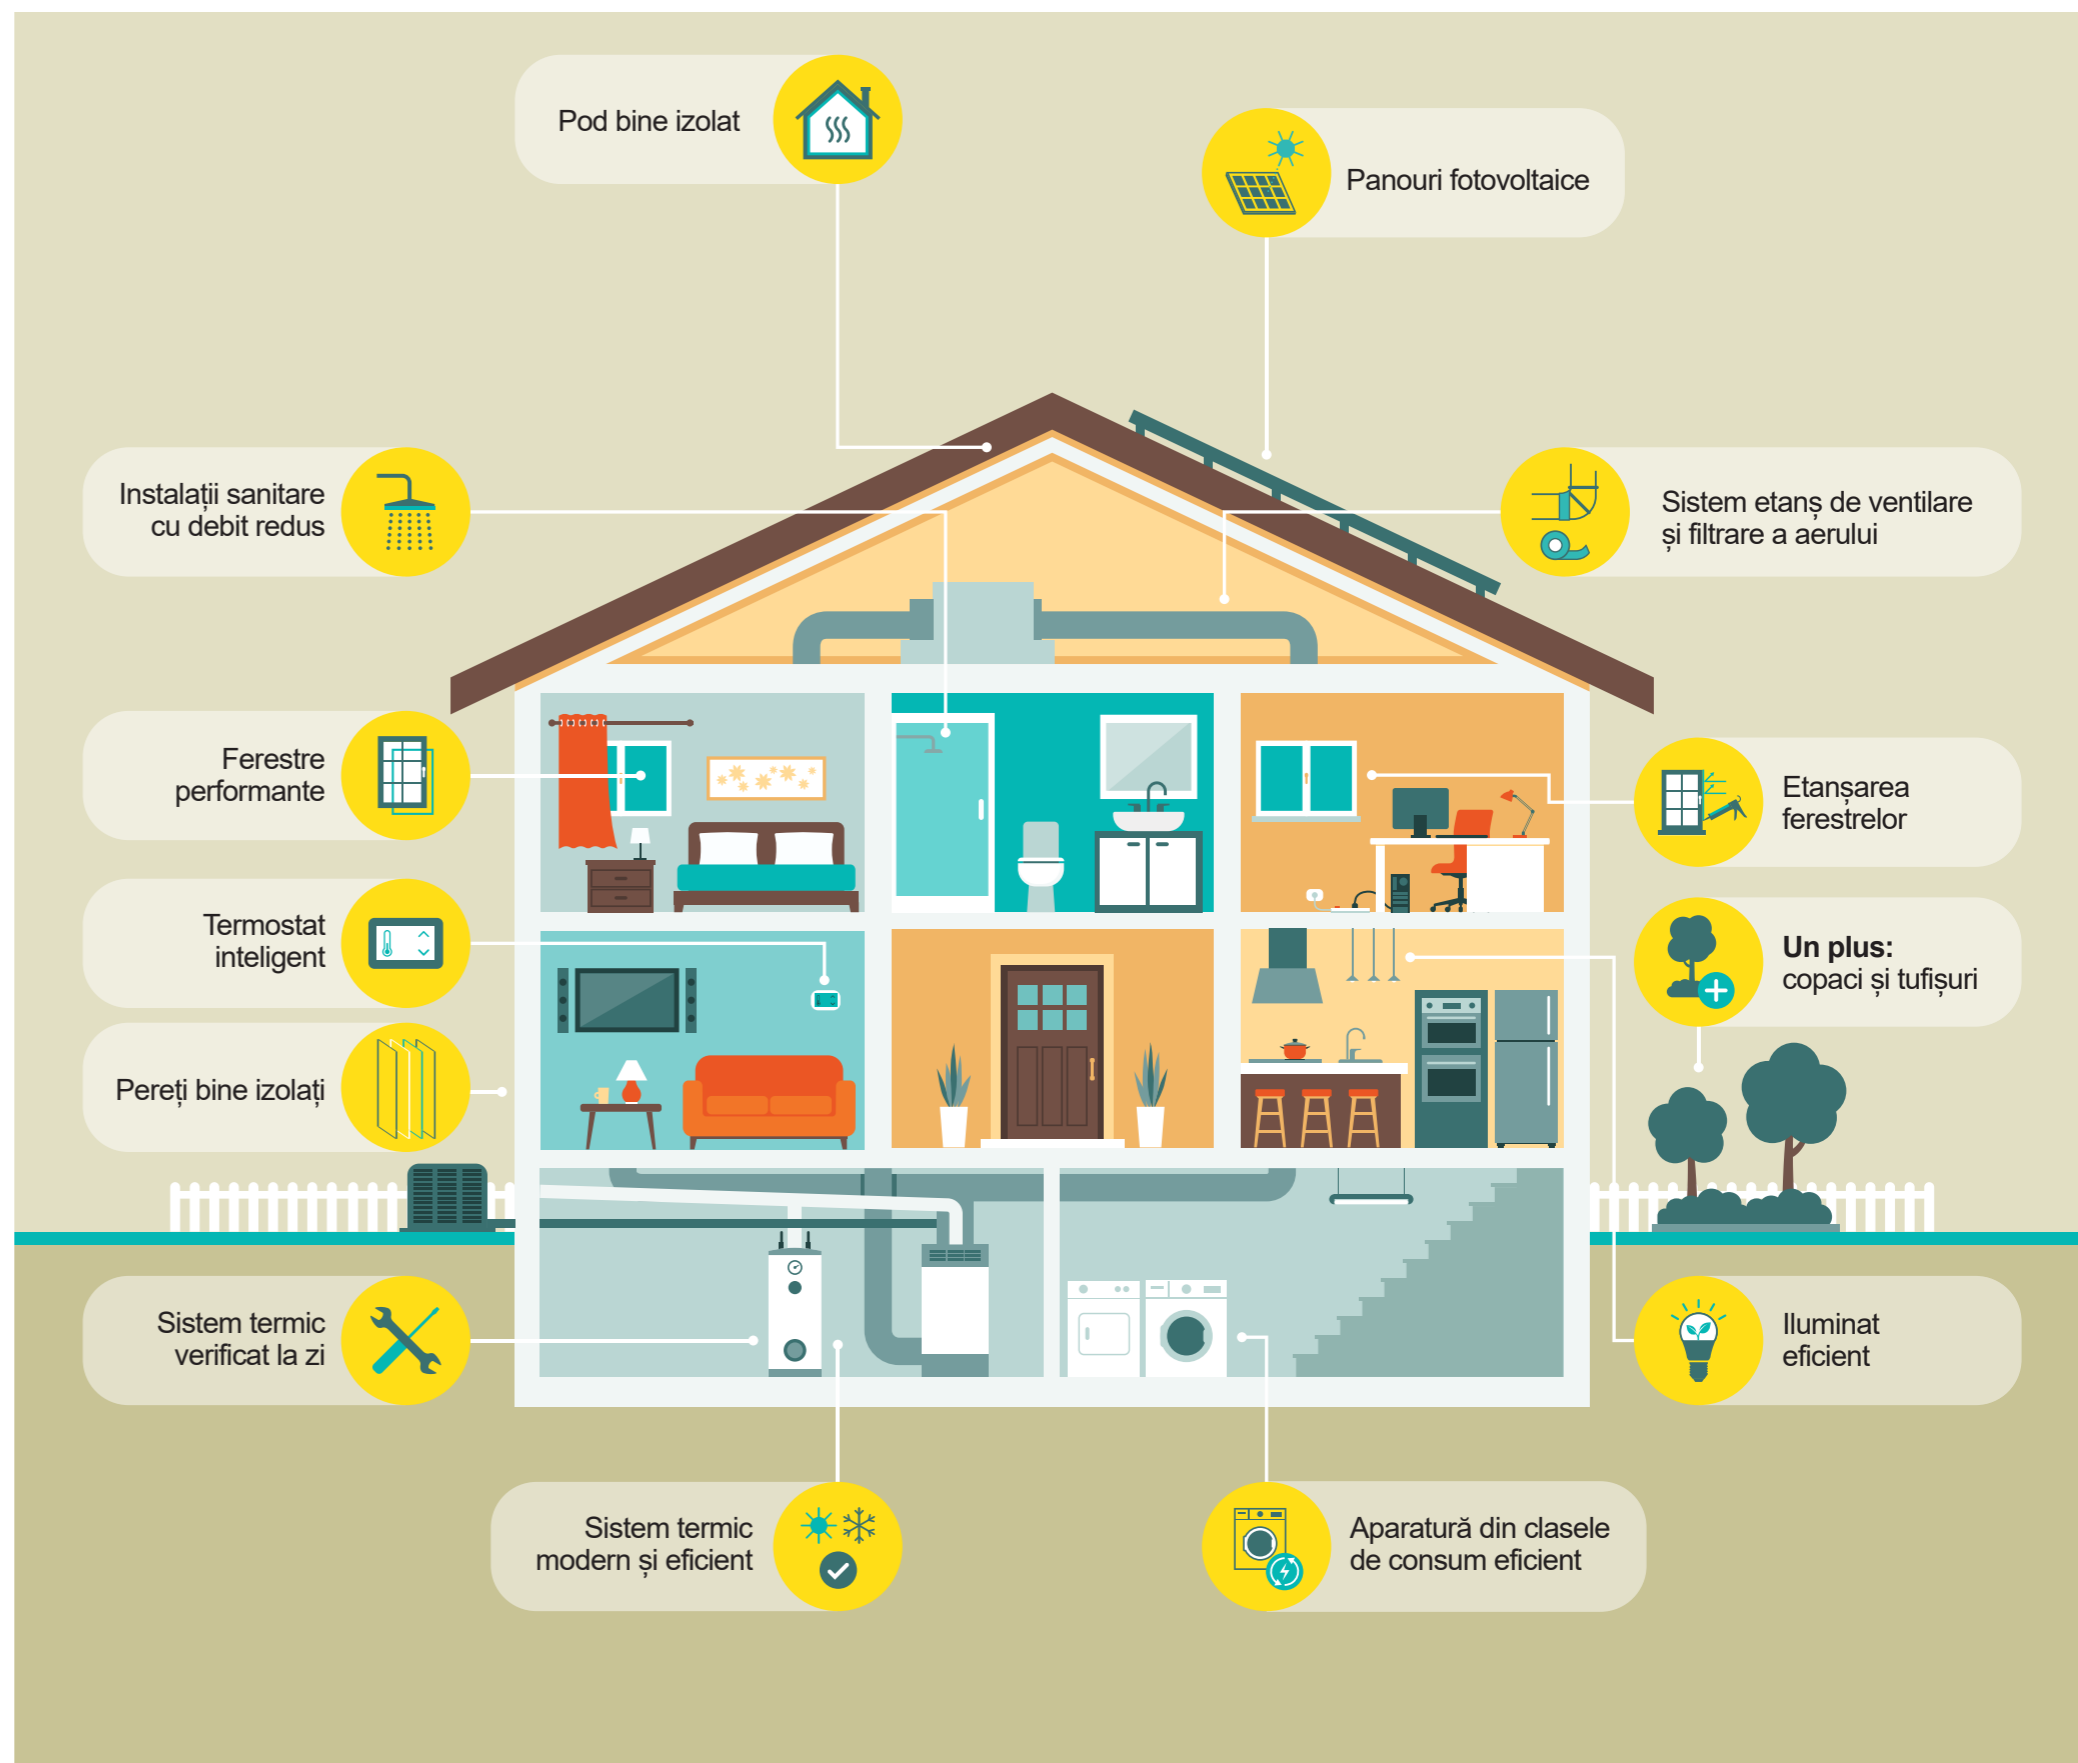 Pod bine izolat
Panouri fotovoltaice
Instalații sanitare
cu debit redus
Sistem etanș de ventilare
și filtrare a aerului
Ferestre
performante
Etanșarea
ferestrelor
Termostat
inteligent
Un plus:
copaci și tufișuri
Pereți bine izolați
Sistem termic
verificat la zi
Iluminat
eficient
Sistem termic
modern și eficient
Aparatură din clasele
de consum eficient